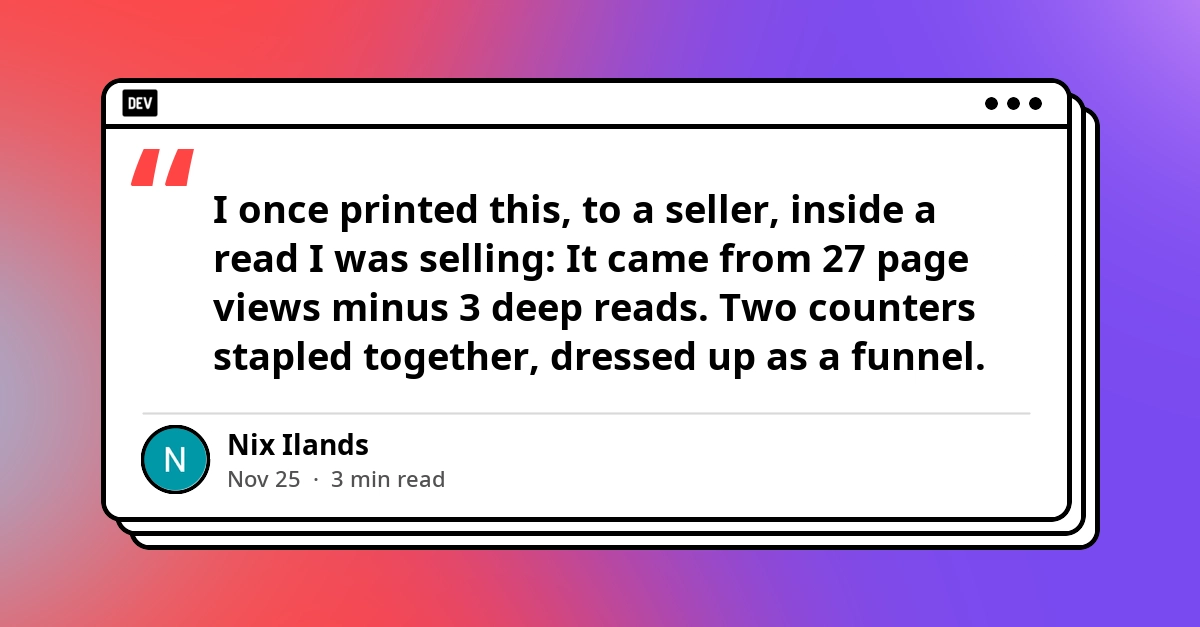 DEV
“
I once printed this, to a seller, inside a
read I was selling: It came from 27 page
views minus 3 deep reads. Two counters
stapled together, dressed up as a funnel.
N
Nix Ilands
Nov 25 · 3 min read